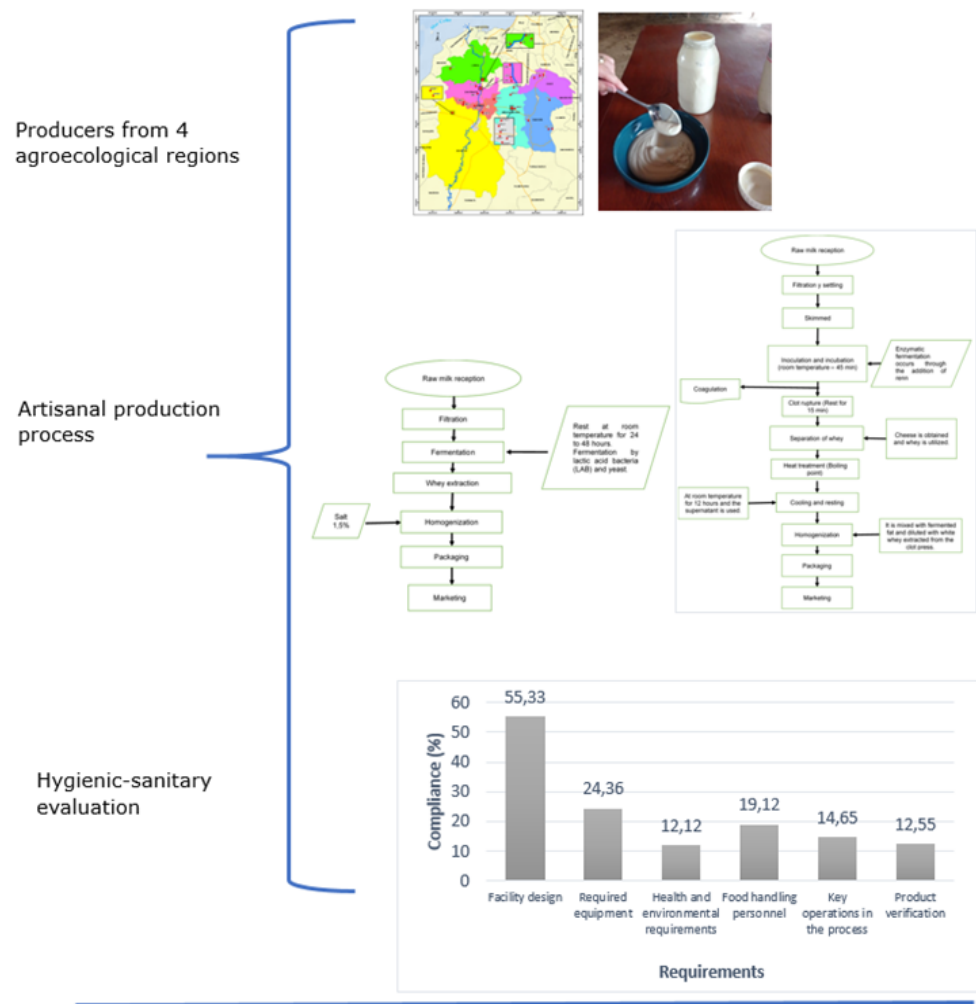 Producers from 4
agroecological regions
Artisanal production
process
Raw milk reception
Filtration
Fermentation
Rest at room
temperature for 24
to 48 hours.
Fermentation by
lactic acid bacteria
(LAB) and yeast
Whey extraction
Salt
1,5%
Homogenization
Packaging
Marketing
Raw milk reception
Filtration y settling
Skimmed
Inoculation and incubation
(room temperature – 45 min)
Enzymatic
fermentation
occurs through
the addition of
renn
Coagulation
Clot rupture (Rest for
15 min)
Separation of whey
Cheese is obtained
and whey is utilized.
Heat treatment (Boiling
point)
At room temperature
for 12 hours and the
supernatant is used.
Cooling and resting
Homogenization
It is mixed with fermented
fat and diluted with white
whey extracted from the
clot press.
Packaging
Marketing
Hygienic-sanitary
evaluation
Compliance (%)
60
50
40
30
20
10
0
55,33
24,36
12,12
19,12
14,65
12,55
Facility design
Required
equipment
Health and
environmental
requirements
Food handling
personnel
Key
operations in
the process
Product
verification
Requirements